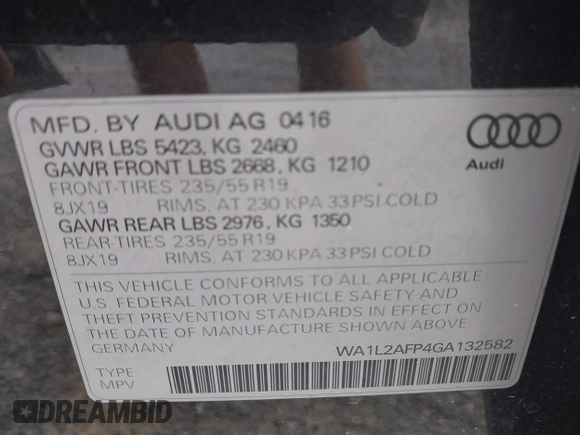 MFD. BY AUDI AG 0416
GVWR LBS 5423, KG 2460
GAWR FRONT LBS 2668, KG 1210
FRONT-TIRES 235/55 R19
8JX19 RIMS, AT 230 KPA 33 PSI COLD
GAWR REAR LBS 2976, KG 1350
REAR-TIRES 235/55 R19
8JX19 RIMS, AT 230 KPA 33 PSI COLD
Audi
THIS VEHICLE CONFORMS TO ALL APPLICABLE
U.S. FEDERAL MOTOR VEHICLE SAFETY AND
THEFT PREVENTION STANDARDS IN EFFECT ON
THE DATE OF MANUFACTURE SHOWN ABOVE
GERMANY WA1L2AFP4GA132582
TYPE
MPV
DREAMBID